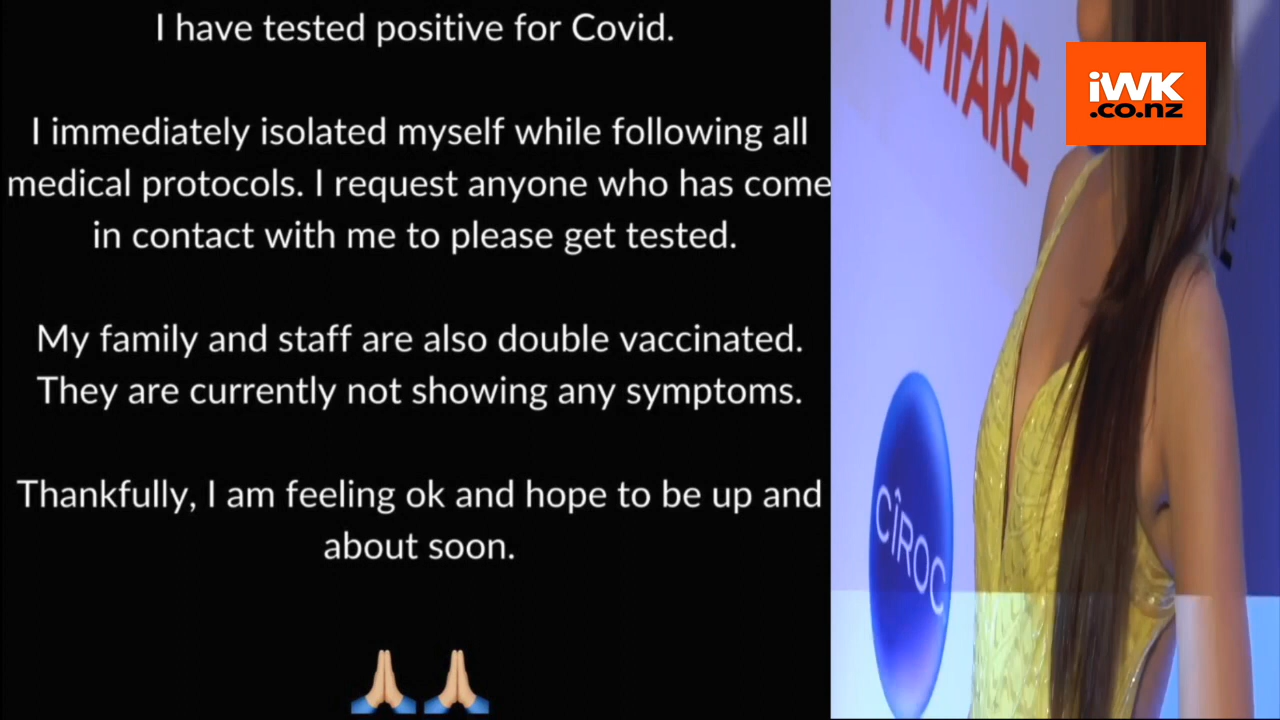 I have tested positive for Covid.
I immediately isolated myself while following all
medical protocols. I request anyone who has come
in contact with me to please get tested.
My family and staff are also double vaccinated.
They are currently not showing any symptoms.
Thankfully, I am feeling ok and hope to be up and
about soon.
FILMFARE
iWK
.co.nz
CÎROC